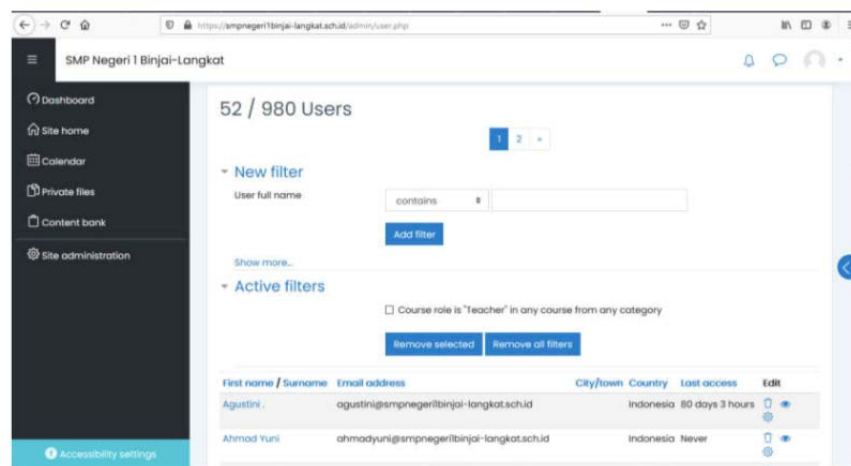 https://smpnegeri1binjai-langkat.sch.id/admin/user.php
SMP Negeri 1 Binjai-Langkat
Dashboard
Site home
Calendar
Private files
Content bank
Site administration
Accessibility settings
52 / 980 Users
1 2 »
New filter
User full name contains
Add filter
Show more...
Active filters
Course role is "Teacher" in any course from any category
Remove selected Remove all filters
First name / Surname Email address City/town Country Last access Edit
Agustini . agustini@smpnegeri1binjai-langkat.sch.id Indonesia 80 days 3 hours
Ahmad Yuni ahmadyuni@smpnegeri1binjai-langkat.sch.id Indonesia Never